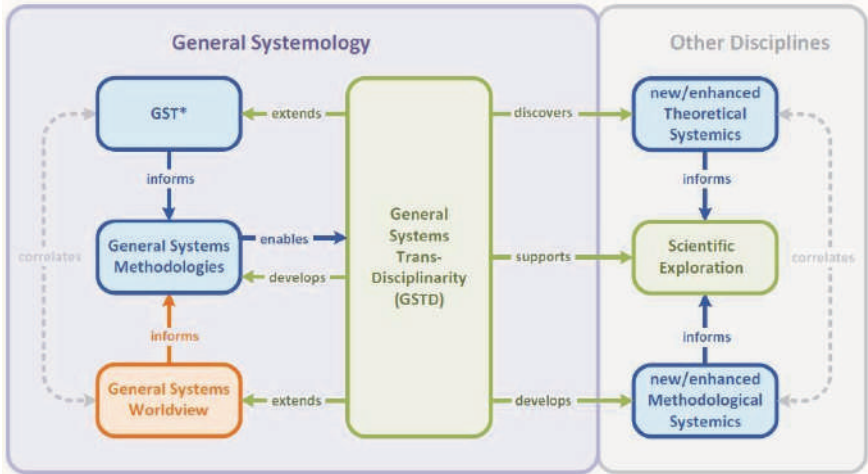 General Systemology
Other Disciplines
GST*
extends
discovers
new/enhanced
Theoretical
Systemics
informs
informs
correlates
General Systems
Methodologies
enables
develops
General
Systems
Trans-
Disciplinarity
(GSTD)
supports
Scientific
Exploration
correlates
informs
informs
General Systems
Worldview
extends
develops
new/enhanced
Methodological
Systemics